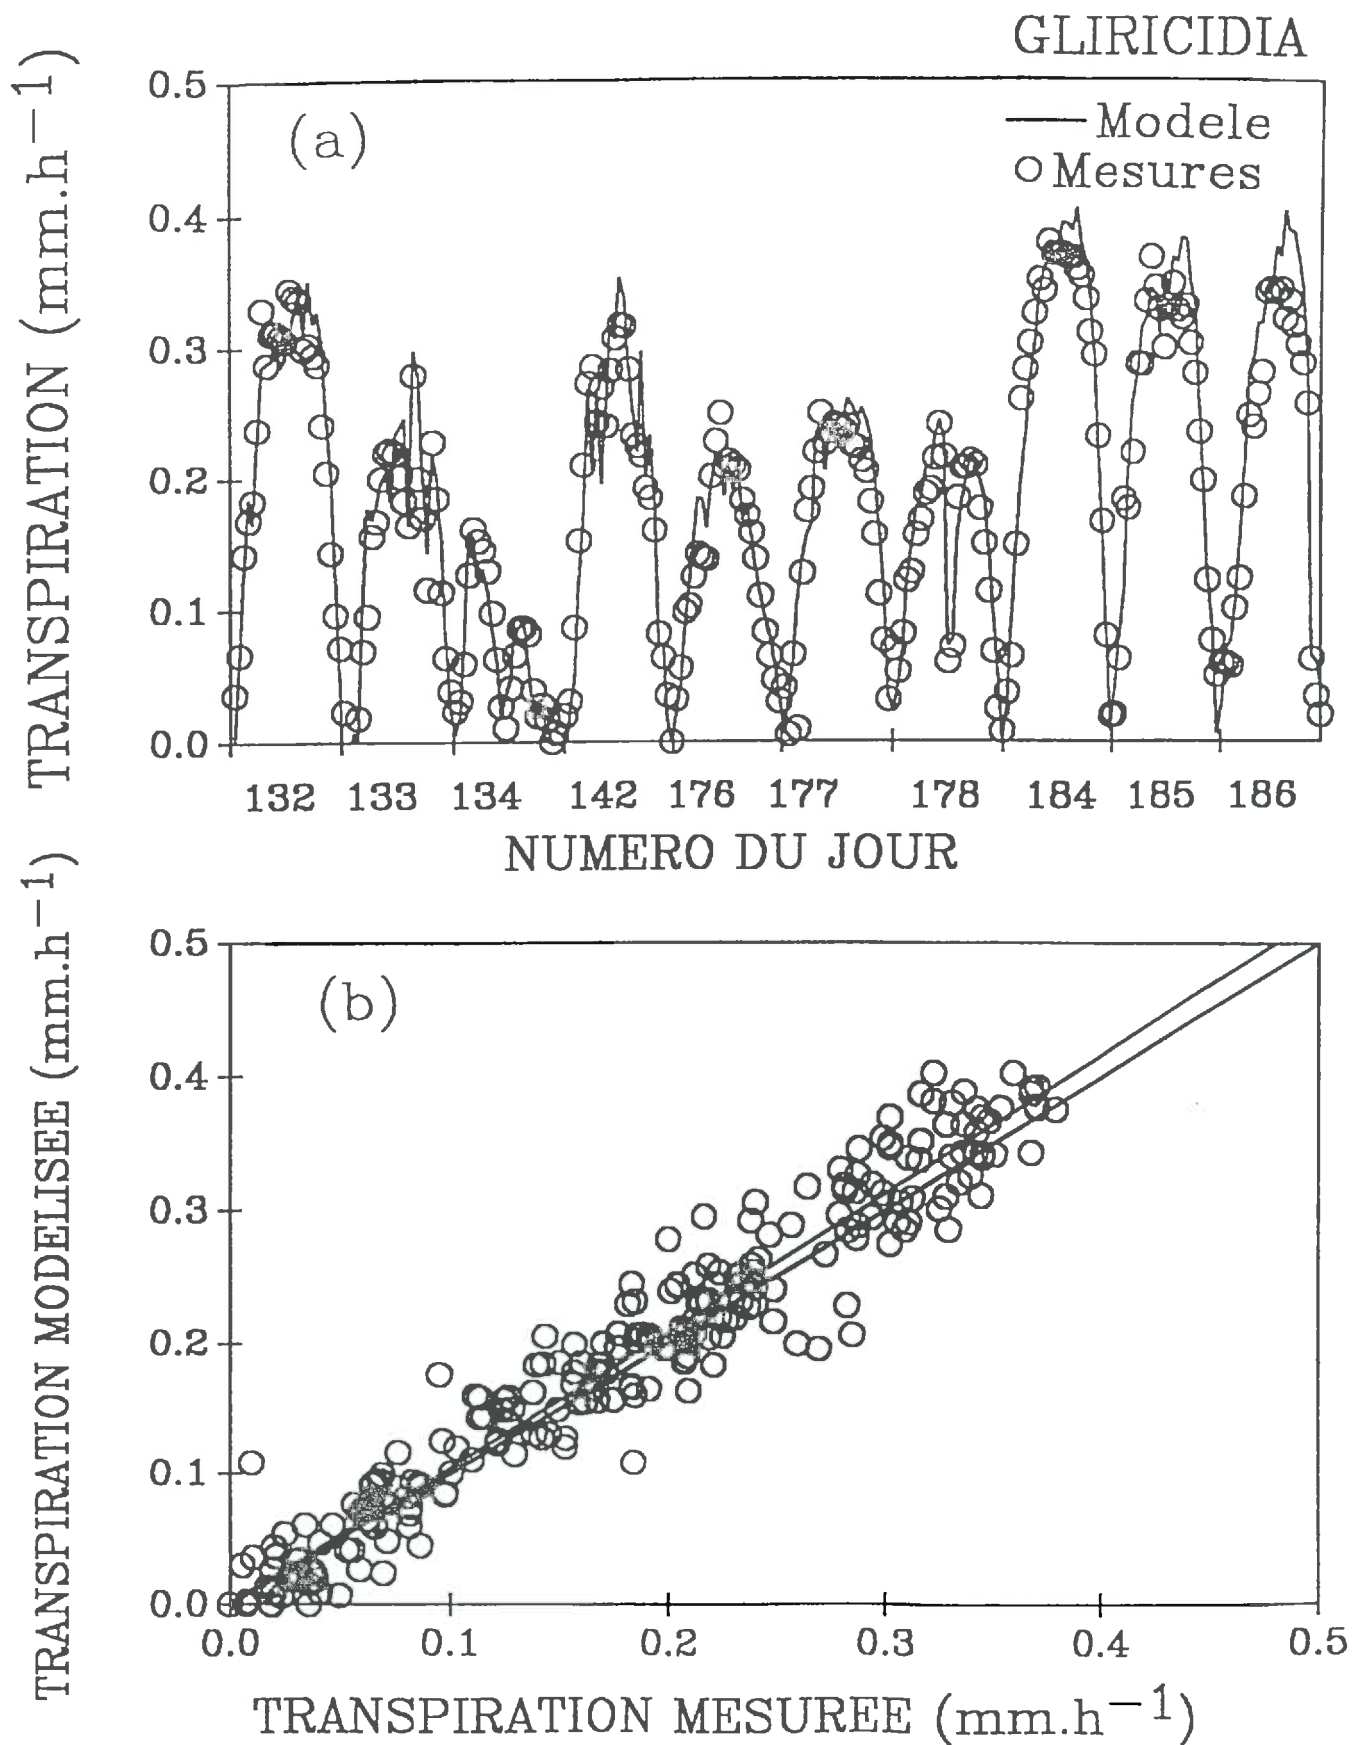 GLIRICIDIA
TRANSPIRATION (mm.h−1)
(a)
Modele
Mesures
0.5
0.4
0.3
0.2
0.1
0.0
132 133 134 142 176 177 178 184 185 186
NUMERO DU JOUR
TRANSPIRATION MODELISEE (mm.h−1)
(b)
0.5
0.4
0.3
0.2
0.1
0.0
0.0 0.1 0.2 0.3 0.4 0.5
TRANSPIRATION MESUREE (mm.h−1)